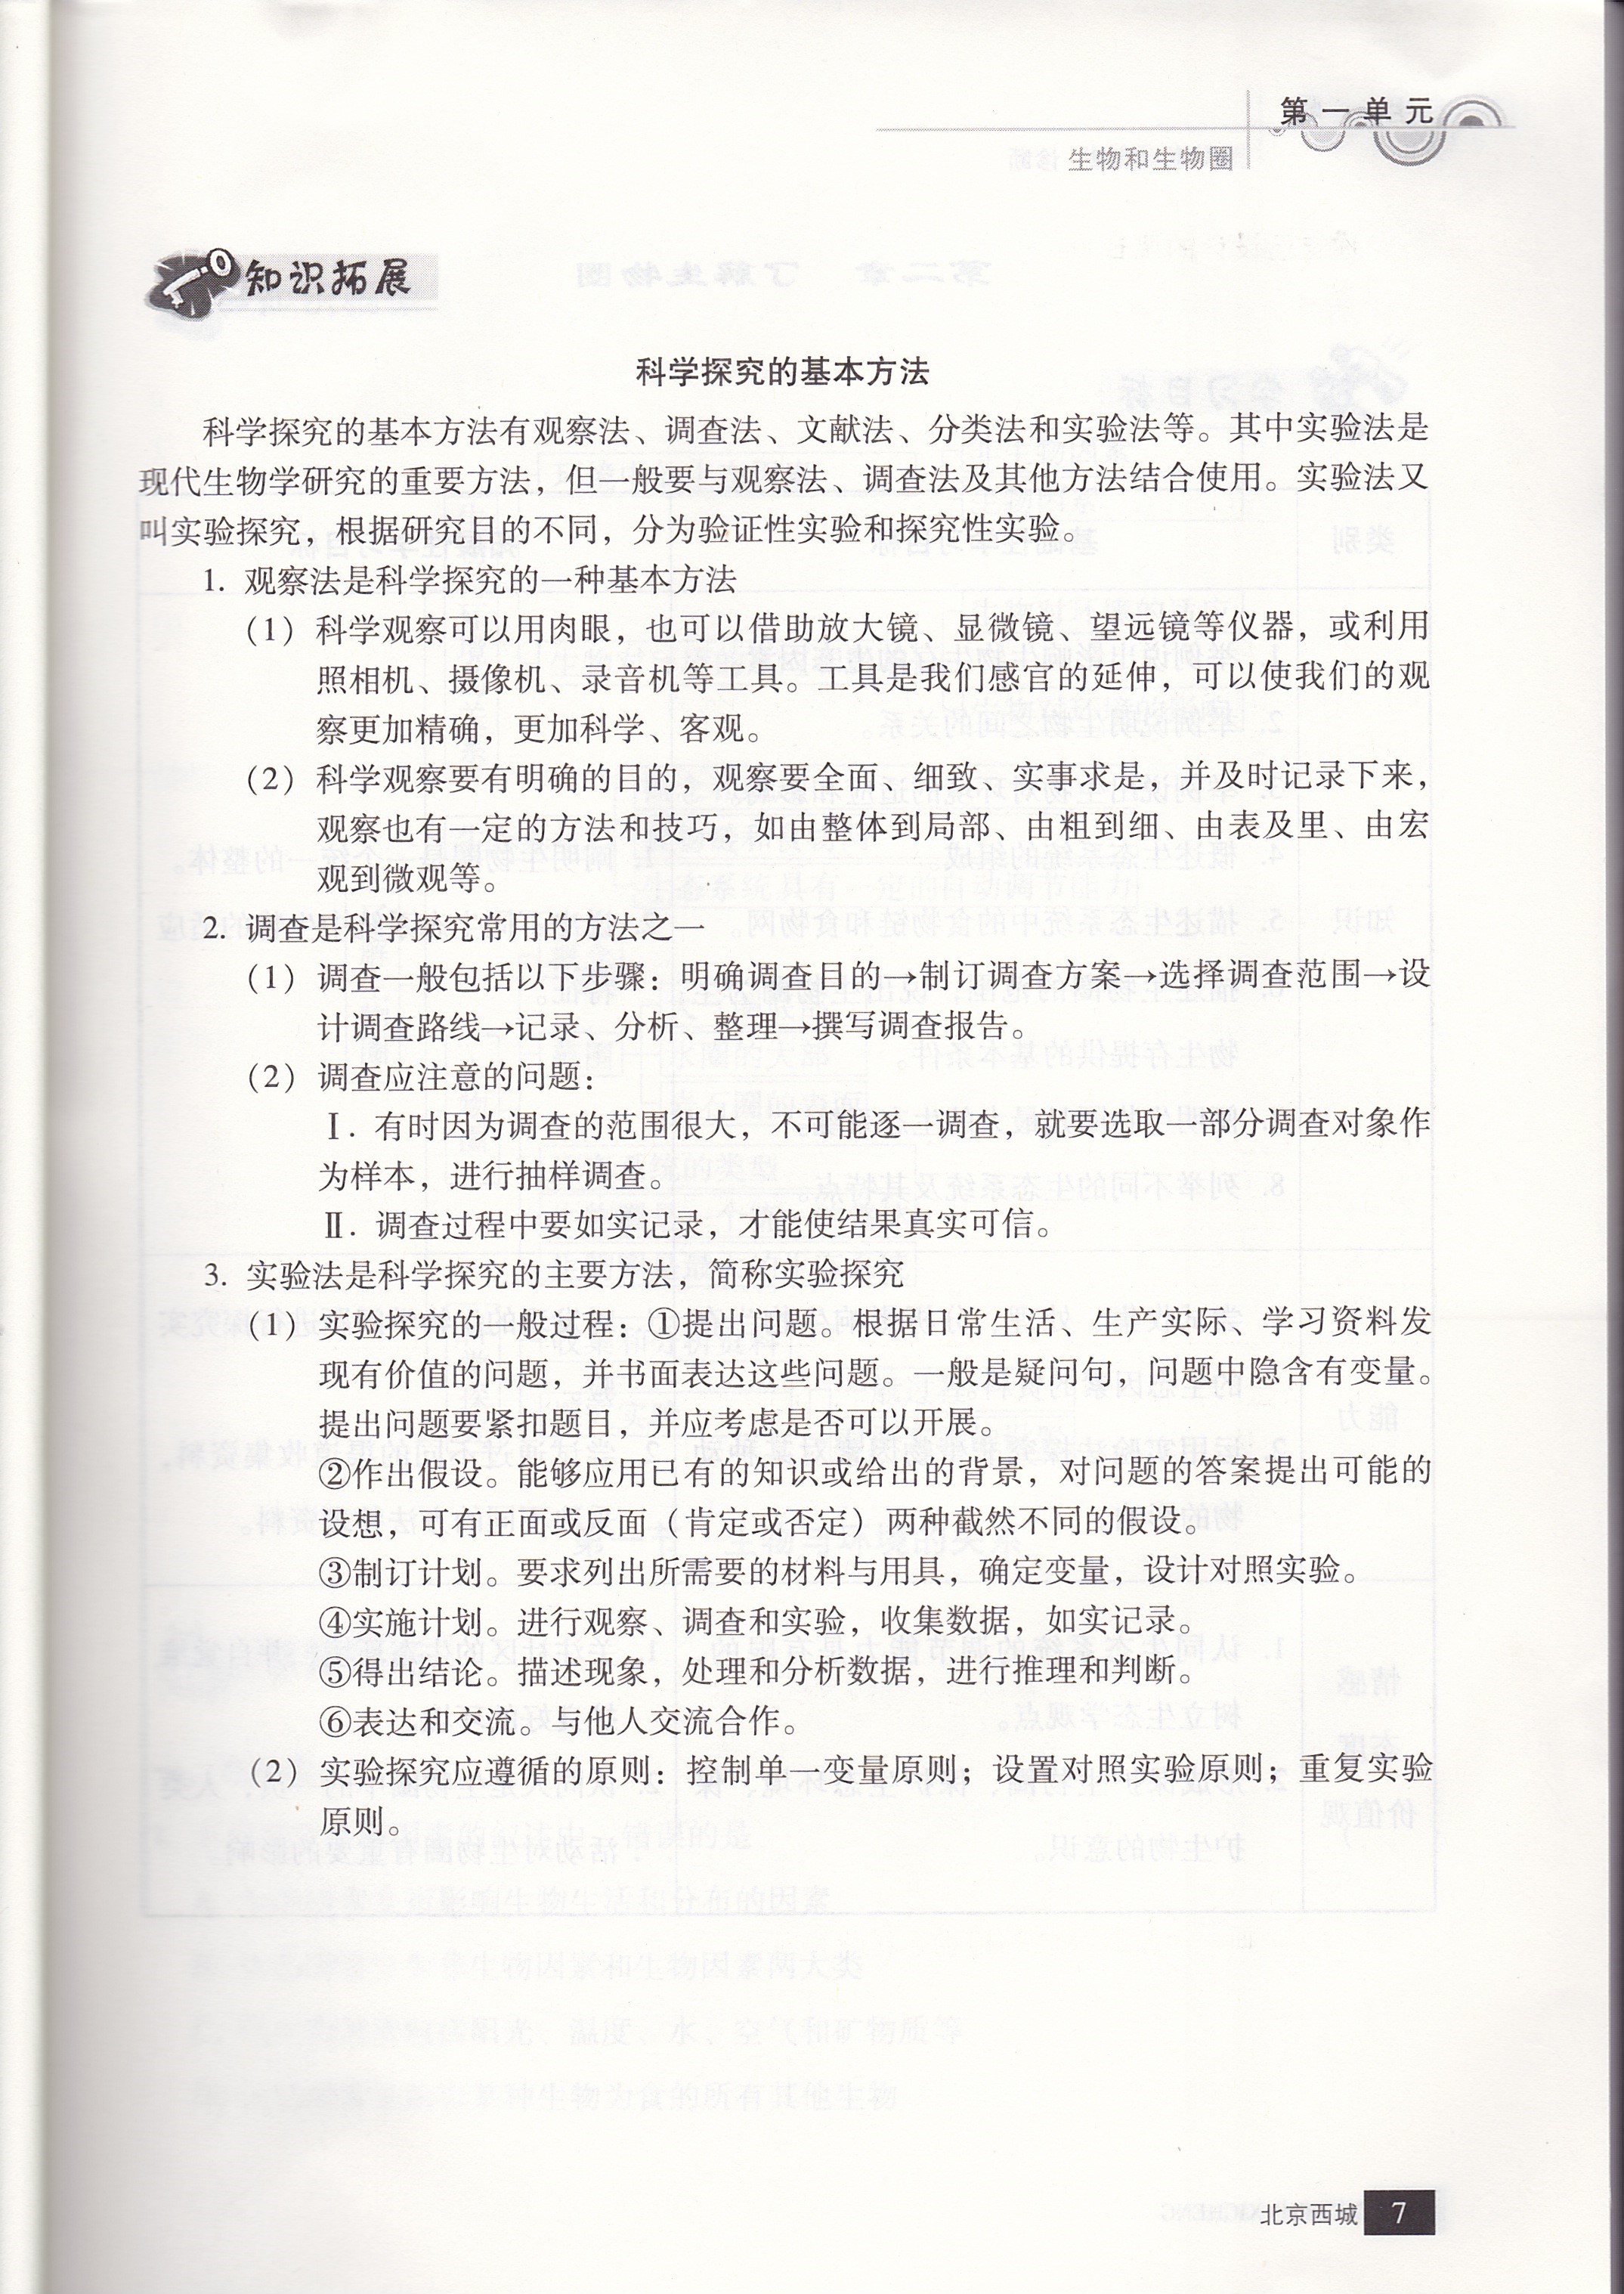 第一单元
生物和生物圈
知识拓展
科学探究的基本方法
科学探究的基本方法有观察法、调查法、文献法、分类法和实验法等。其中实验法是
现代生物学研究的重要方法，但一般要与观察法、调查法及其他方法结合使用。实验法又
叫实验探究，根据研究目的不同，分为验证性实验和探究性实验。
1. 观察法是科学探究的一种基本方法
（1）科学观察可以用肉眼，也可以借助放大镜、显微镜、望远镜等仪器，或利用
照相机、摄像机、录音机等工具。工具是我们感官的延伸，可以使我们的观
察更加精确，更加科学、客观。
（2）科学观察要有明确的目的，观察要全面、细致、实事求是，并及时记录下来，
观察也有一定的方法和技巧，如由整体到局部、由粗到细、由表及里、由宏
观到微观等。
2. 调查是科学探究常用的方法之一
（1）调查一般包括以下步骤：明确调查目的→制订调查方案→选择调查范围→设
计调查路线→记录、分析、整理→撰写调查报告。
（2）调查应注意的问题：
Ⅰ. 有时因为调查的范围很大，不可能逐一调查，就要选取一部分调查对象作
为样本，进行抽样调查。
Ⅱ. 调查过程中要如实记录，才能使结果真实可信。
3. 实验法是科学探究的主要方法，简称实验探究
（1）实验探究的一般过程：①提出问题。根据日常生活、生产实际、学习资料发
现有价值的问题，并书面表达这些问题。一般是疑问句，问题中隐含有变量。
提出问题要紧扣题目，并应考虑是否可以开展。
②作出假设。能够应用已有的知识或给出的背景，对问题的答案提出可能的
设想，可有正面或反面（肯定或否定）两种截然不同的假设。
③制订计划。要求列出所需要的材料与用具，确定变量，设计对照实验。
④实施计划。进行观察、调查和实验，收集数据，如实记录。
⑤得出结论。描述现象，处理和分析数据，进行推理和判断。
⑥表达和交流。与他人交流合作。
（2）实验探究应遵循的原则：控制单一变量原则；设置对照实验原则；重复实验
原则。
北京西城 7